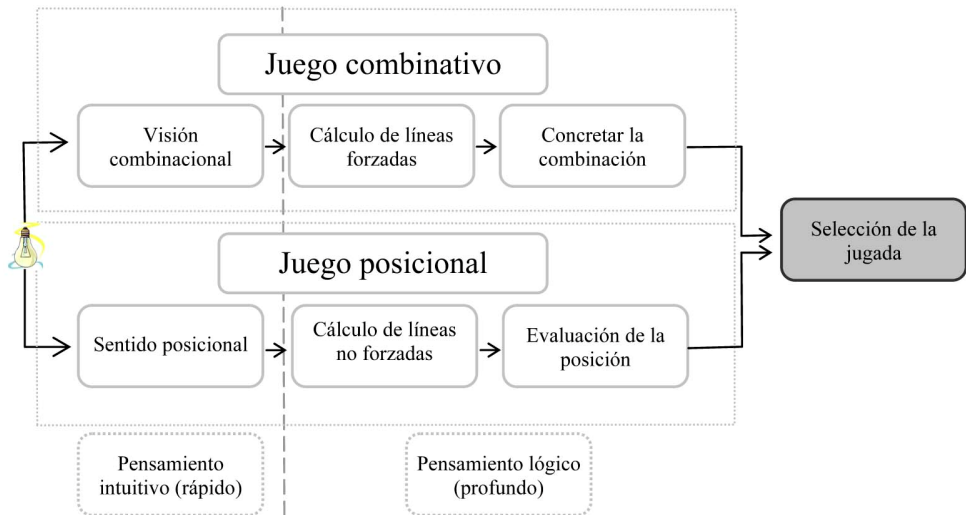 Juego combinativo
Visión
combinacional
Cálculo de líneas
forzadas
Concretar la
combinación
Selección de la
jugada
Juego posicional
Sentido posicional
Cálculo de líneas
no forzadas
Evaluación de la
posición
Pensamiento
intuitivo (rápido)
Pensamiento lógico
(profundo)